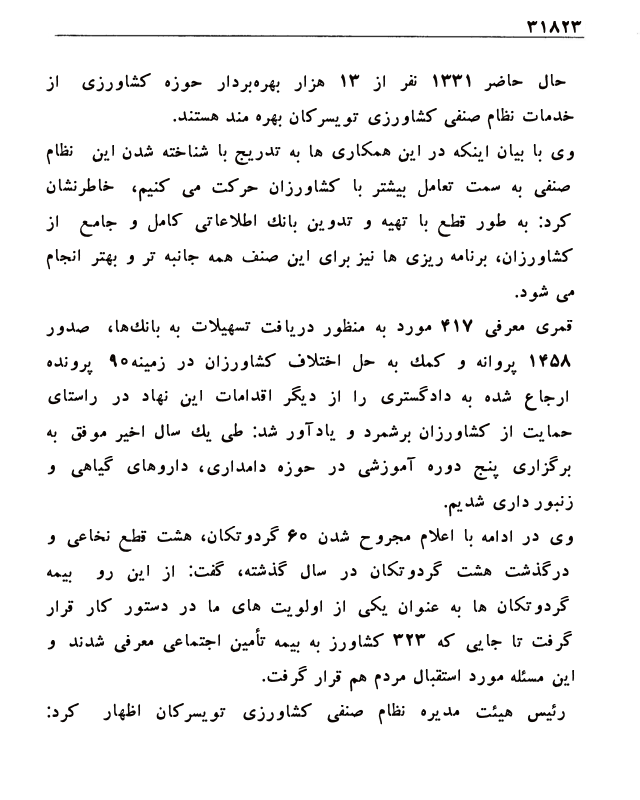 ۳۱۸۲۳
حال حاضر ۱۳۳۱ نفر از ۱۳ هزار بهره‌بردار حوزه کشاورزی از
خدمات نظام صنفی کشاورزی تویسرکان بهره مند هستند.
وی با بیان اینکه در این همکاری ها به تدریج با شناخته شدن این نظام
صنفی به سمت تعامل بیشتر با کشاورزان حرکت می کنیم، خاطرنشان
کرد: به طور قطع با تهیه و تدوین بانک اطلاعاتی کامل و جامع از
کشاورزان، برنامه ریزی ها نیز برای این صنف همه جانبه تر و بهتر انجام
می شود.
قمری معرفی ۴۱۷ مورد به منظور دریافت تسهیلات به بانک‌ها، صدور
۱۴۵۸ پروانه و کمک به حل اختلاف کشاورزان در زمینه۹۰ پرونده
ارجاع شده به دادگستری را از دیگر اقدامات این نهاد در راستای
حمایت از کشاورزان برشمرد و یادآور شد: طی یک سال اخیر موفق به
برگزاری پنج دوره آموزشی در حوزه دامداری، داروهای گیاهی و
زنبورداری شدیم.
وی در ادامه با اعلام مجروح شدن ۶۰ گردوتکان، هشت قطع نخاعی و
درگذشت هشت گردوتکان در سال گذشته، گفت: از این رو بیمه
گردوتکان ها به عنوان یکی از اولویت های ما در دستور کار قرار
گرفت تا جایی که ۳۲۳ کشاورز به بیمه تأمین اجتماعی معرفی شدند و
این مسئله مورد استقبال مردم هم قرار گرفت.
رئیس هیئت مدیره نظام صنفی کشاورزی تویسرکان اظهار کرد: